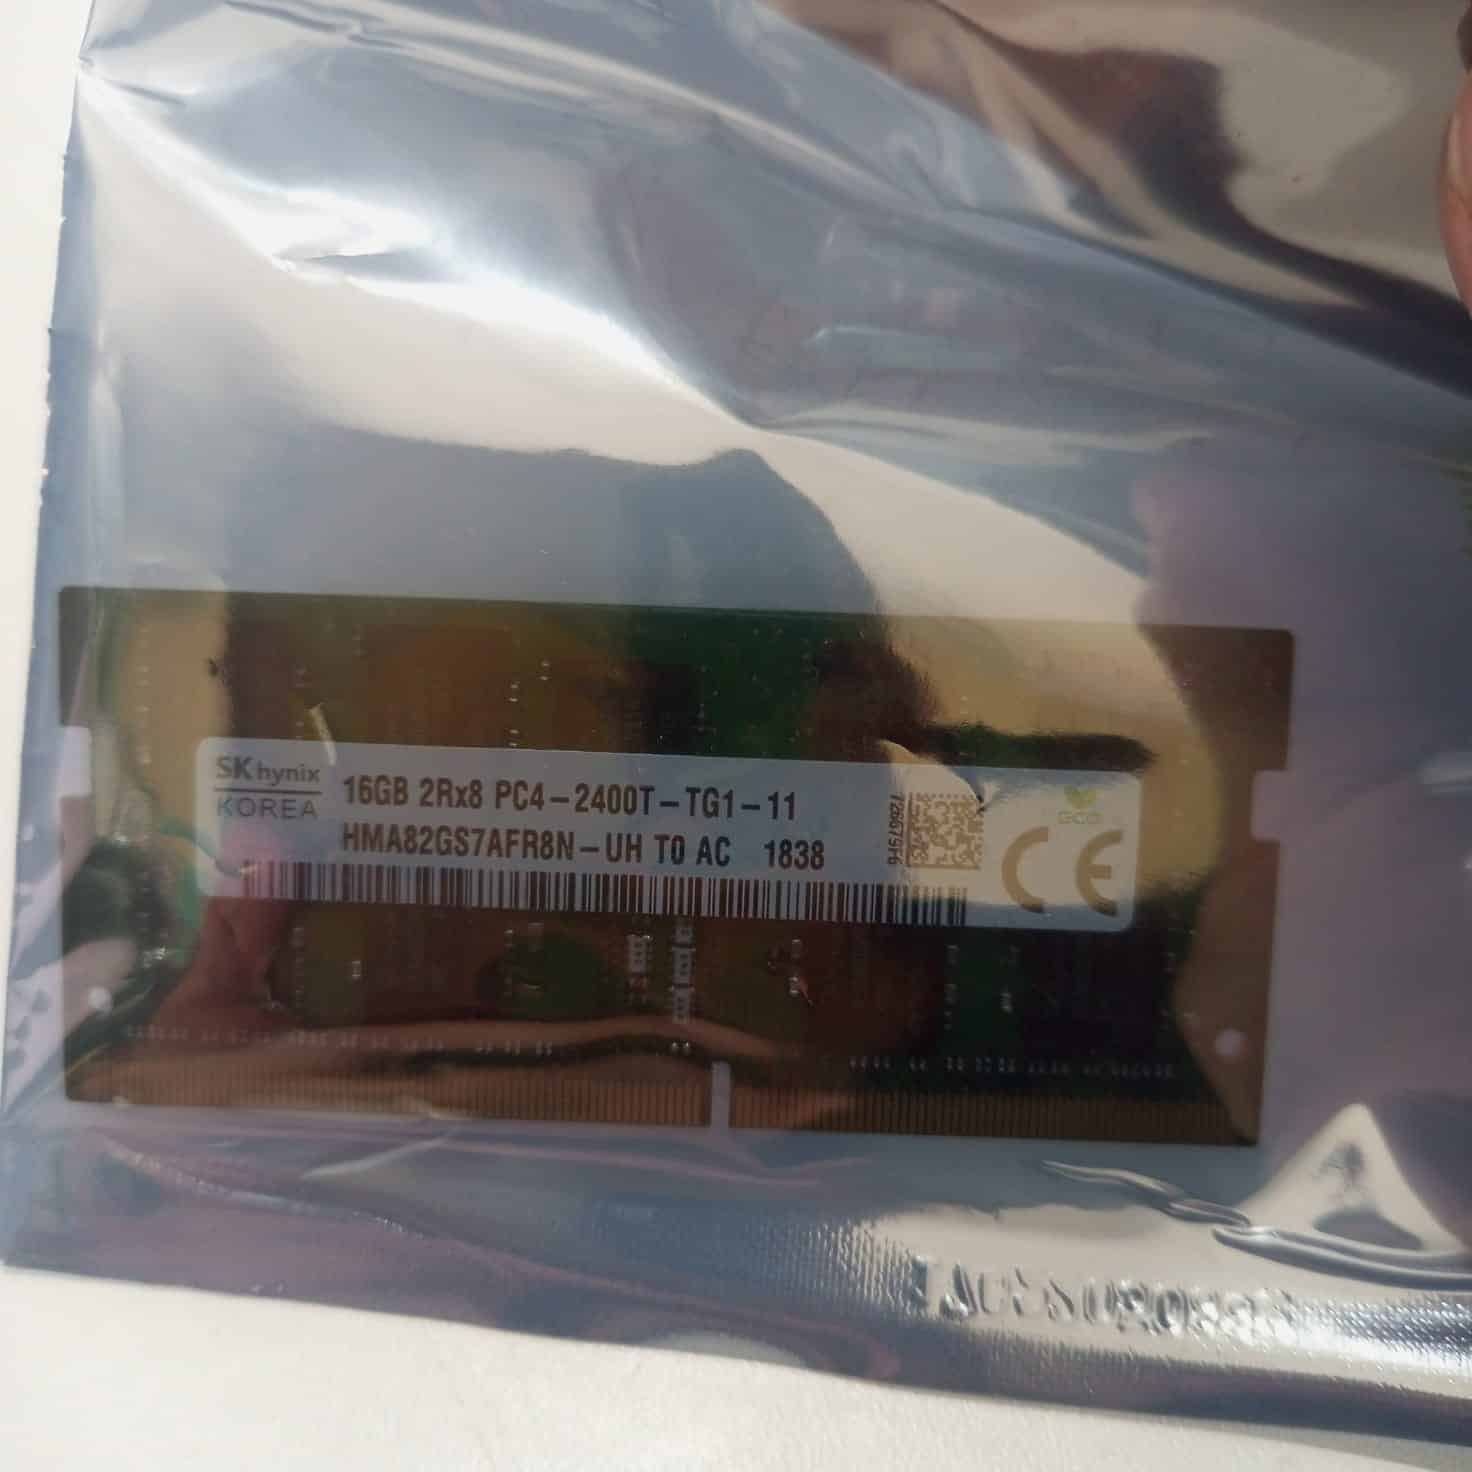 SK hynix
KOREA
16GB 2Rx8 PC4-2400T-TG1-11
HMA82GS7AFR8N-UH T0 AC 1838
CE